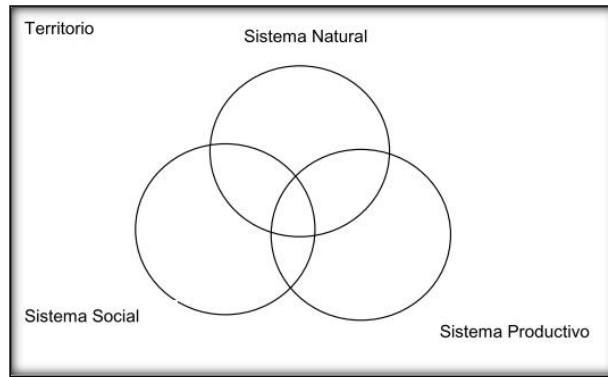 Territorio
Sistema Natural
Sistema Social
Sistema Productivo